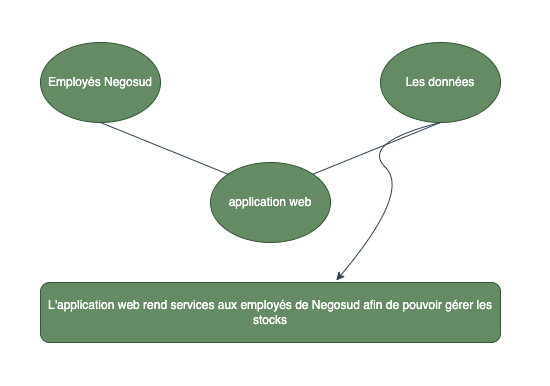 Employés Negosud
Les données
application web
L'application web rend services aux employés de Negosud afin de pouvoir gérer les
stocks